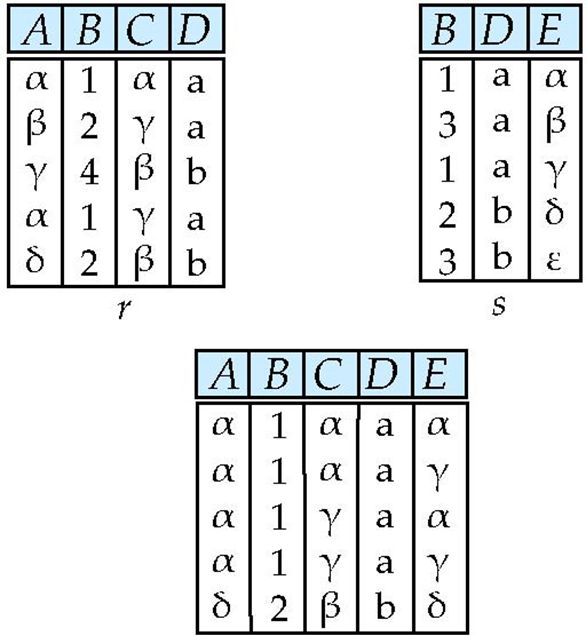 A B C D
α 1 α a
β 2 γ a
γ 4 β b
α 1 γ a
δ 2 β b
r
B D E
1 a α
3 a β
1 a γ
2 b δ
3 b ε
s
A B C D E
α 1 α a α
α 1 α a γ
α 1 γ a α
α 1 γ a γ
δ 2 β b δ